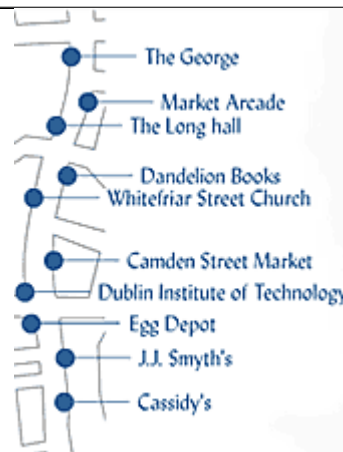 The George
Market Arcade
The Long hall
Dandelion Books
Whitefriar Street Church
Camden Street Market
Dublin Institute of Technology
Egg Depot
J.J. Smyth's
Cassidy's